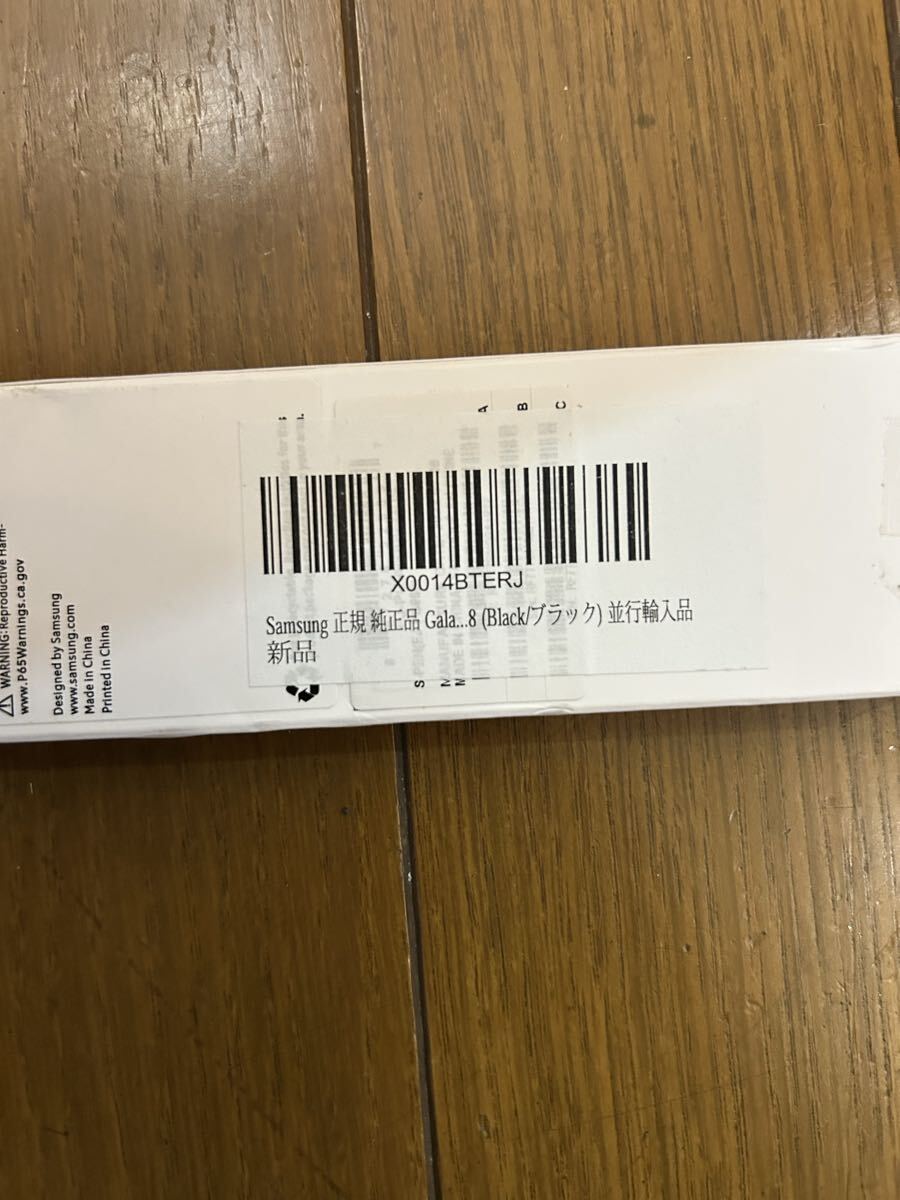 X0014BTERJ
Samsung 正規 純正品 Gala...8 (Black/ブラック) 並行輸入品
新品
WARNING: Reproductive Harm-
www.P65Warnings.ca.gov
Designed by Samsung
www.samsung.com
Made in China
Printed in China
A
B
C